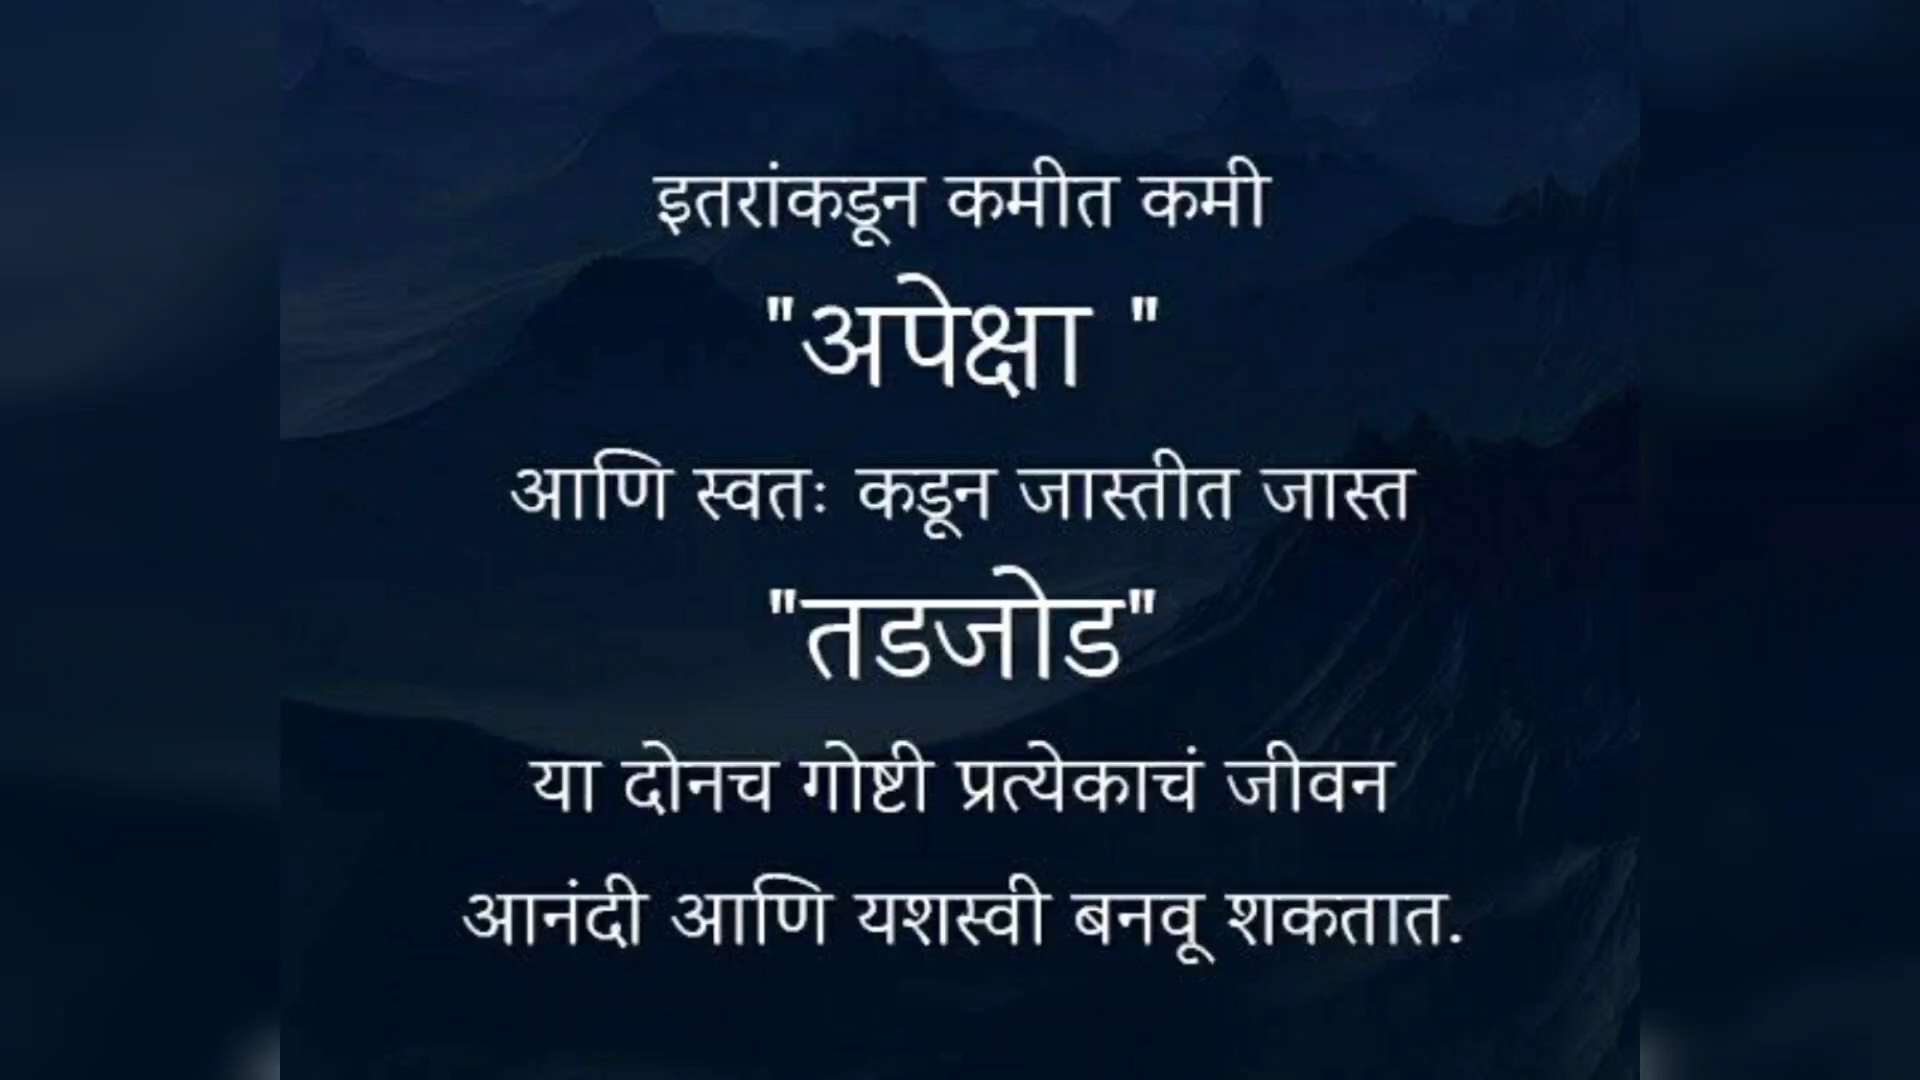 इतरांकडून कमीत कमी
"अपेक्षा "
आणि स्वतः कडून जास्तीत जास्त
"तडजोड"
या दोनच गोष्टी प्रत्येकाचं जीवन
आनंदी आणि यशस्वी बनवू शकतात.